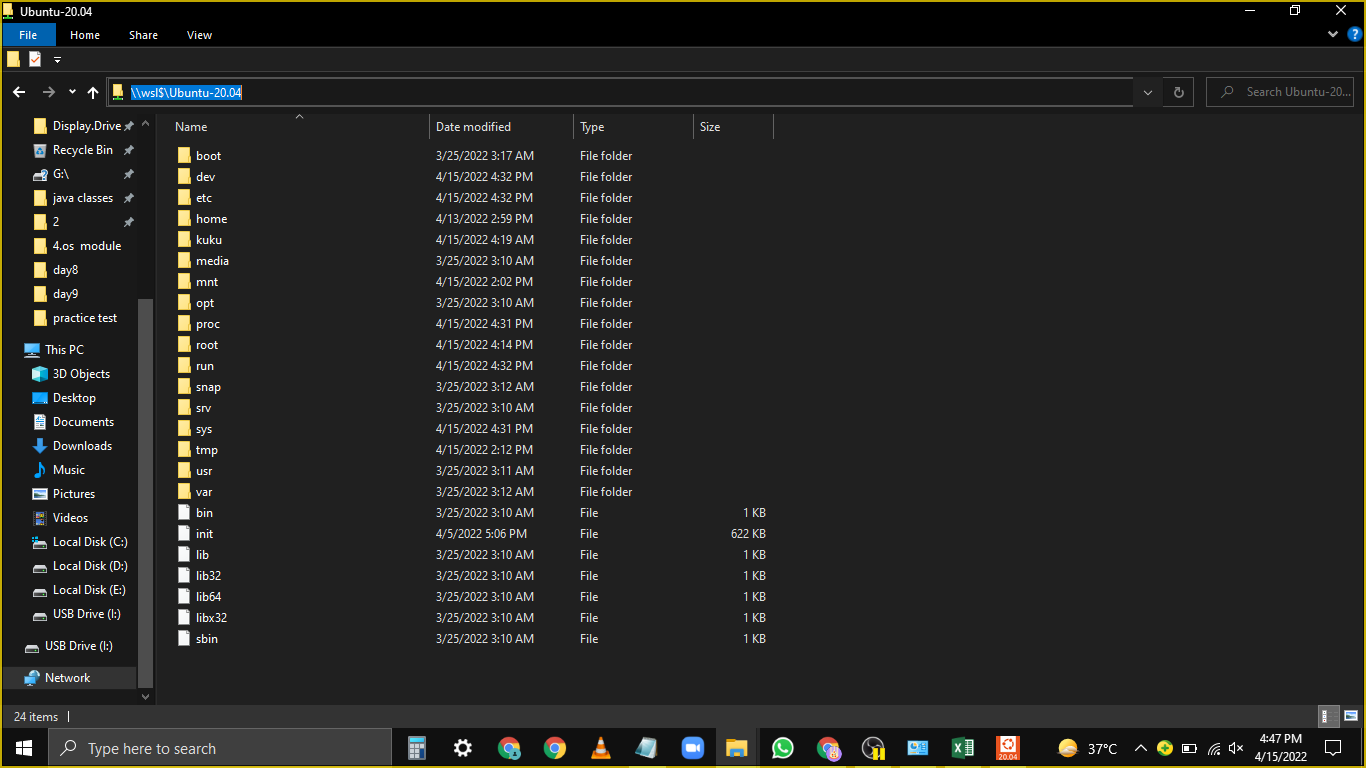 Ubuntu-20.04
File Home Share View
\\wsl$\Ubuntu-20.04
Search Ubuntu-20...
Display.Drive
Recycle Bin
G:\
java classes
2
4.os module
day8
day9
practice test
This PC
3D Objects
Desktop
Documents
Downloads
Music
Pictures
Videos
Local Disk (C:)
Local Disk (D:)
Local Disk (E:)
USB Drive (I:)
USB Drive (I:)
Network
Name Date modified Type Size
boot 3/25/2022 3:17 AM File folder
dev 4/15/2022 4:32 PM File folder
etc 4/15/2022 4:32 PM File folder
home 4/13/2022 2:59 PM File folder
kuku 4/15/2022 4:19 AM File folder
media 3/25/2022 3:10 AM File folder
mnt 4/15/2022 2:02 PM File folder
opt 3/25/2022 3:10 AM File folder
proc 4/15/2022 4:31 PM File folder
root 4/15/2022 4:14 PM File folder
run 4/15/2022 4:32 PM File folder
snap 3/25/2022 3:12 AM File folder
srv 3/25/2022 3:10 AM File folder
sys 4/15/2022 4:31 PM File folder
tmp 4/15/2022 2:12 PM File folder
usr 3/25/2022 3:11 AM File folder
var 3/25/2022 3:12 AM File folder
bin 3/25/2022 3:10 AM File 1 KB
init 4/5/2022 5:06 PM File 622 KB
lib 3/25/2022 3:10 AM File 1 KB
lib32 3/25/2022 3:10 AM File 1 KB
lib64 3/25/2022 3:10 AM File 1 KB
libx32 3/25/2022 3:10 AM File 1 KB
sbin 3/25/2022 3:10 AM File 1 KB
24 items
Type here to search
20.04
37°C
4:47 PM
4/15/2022